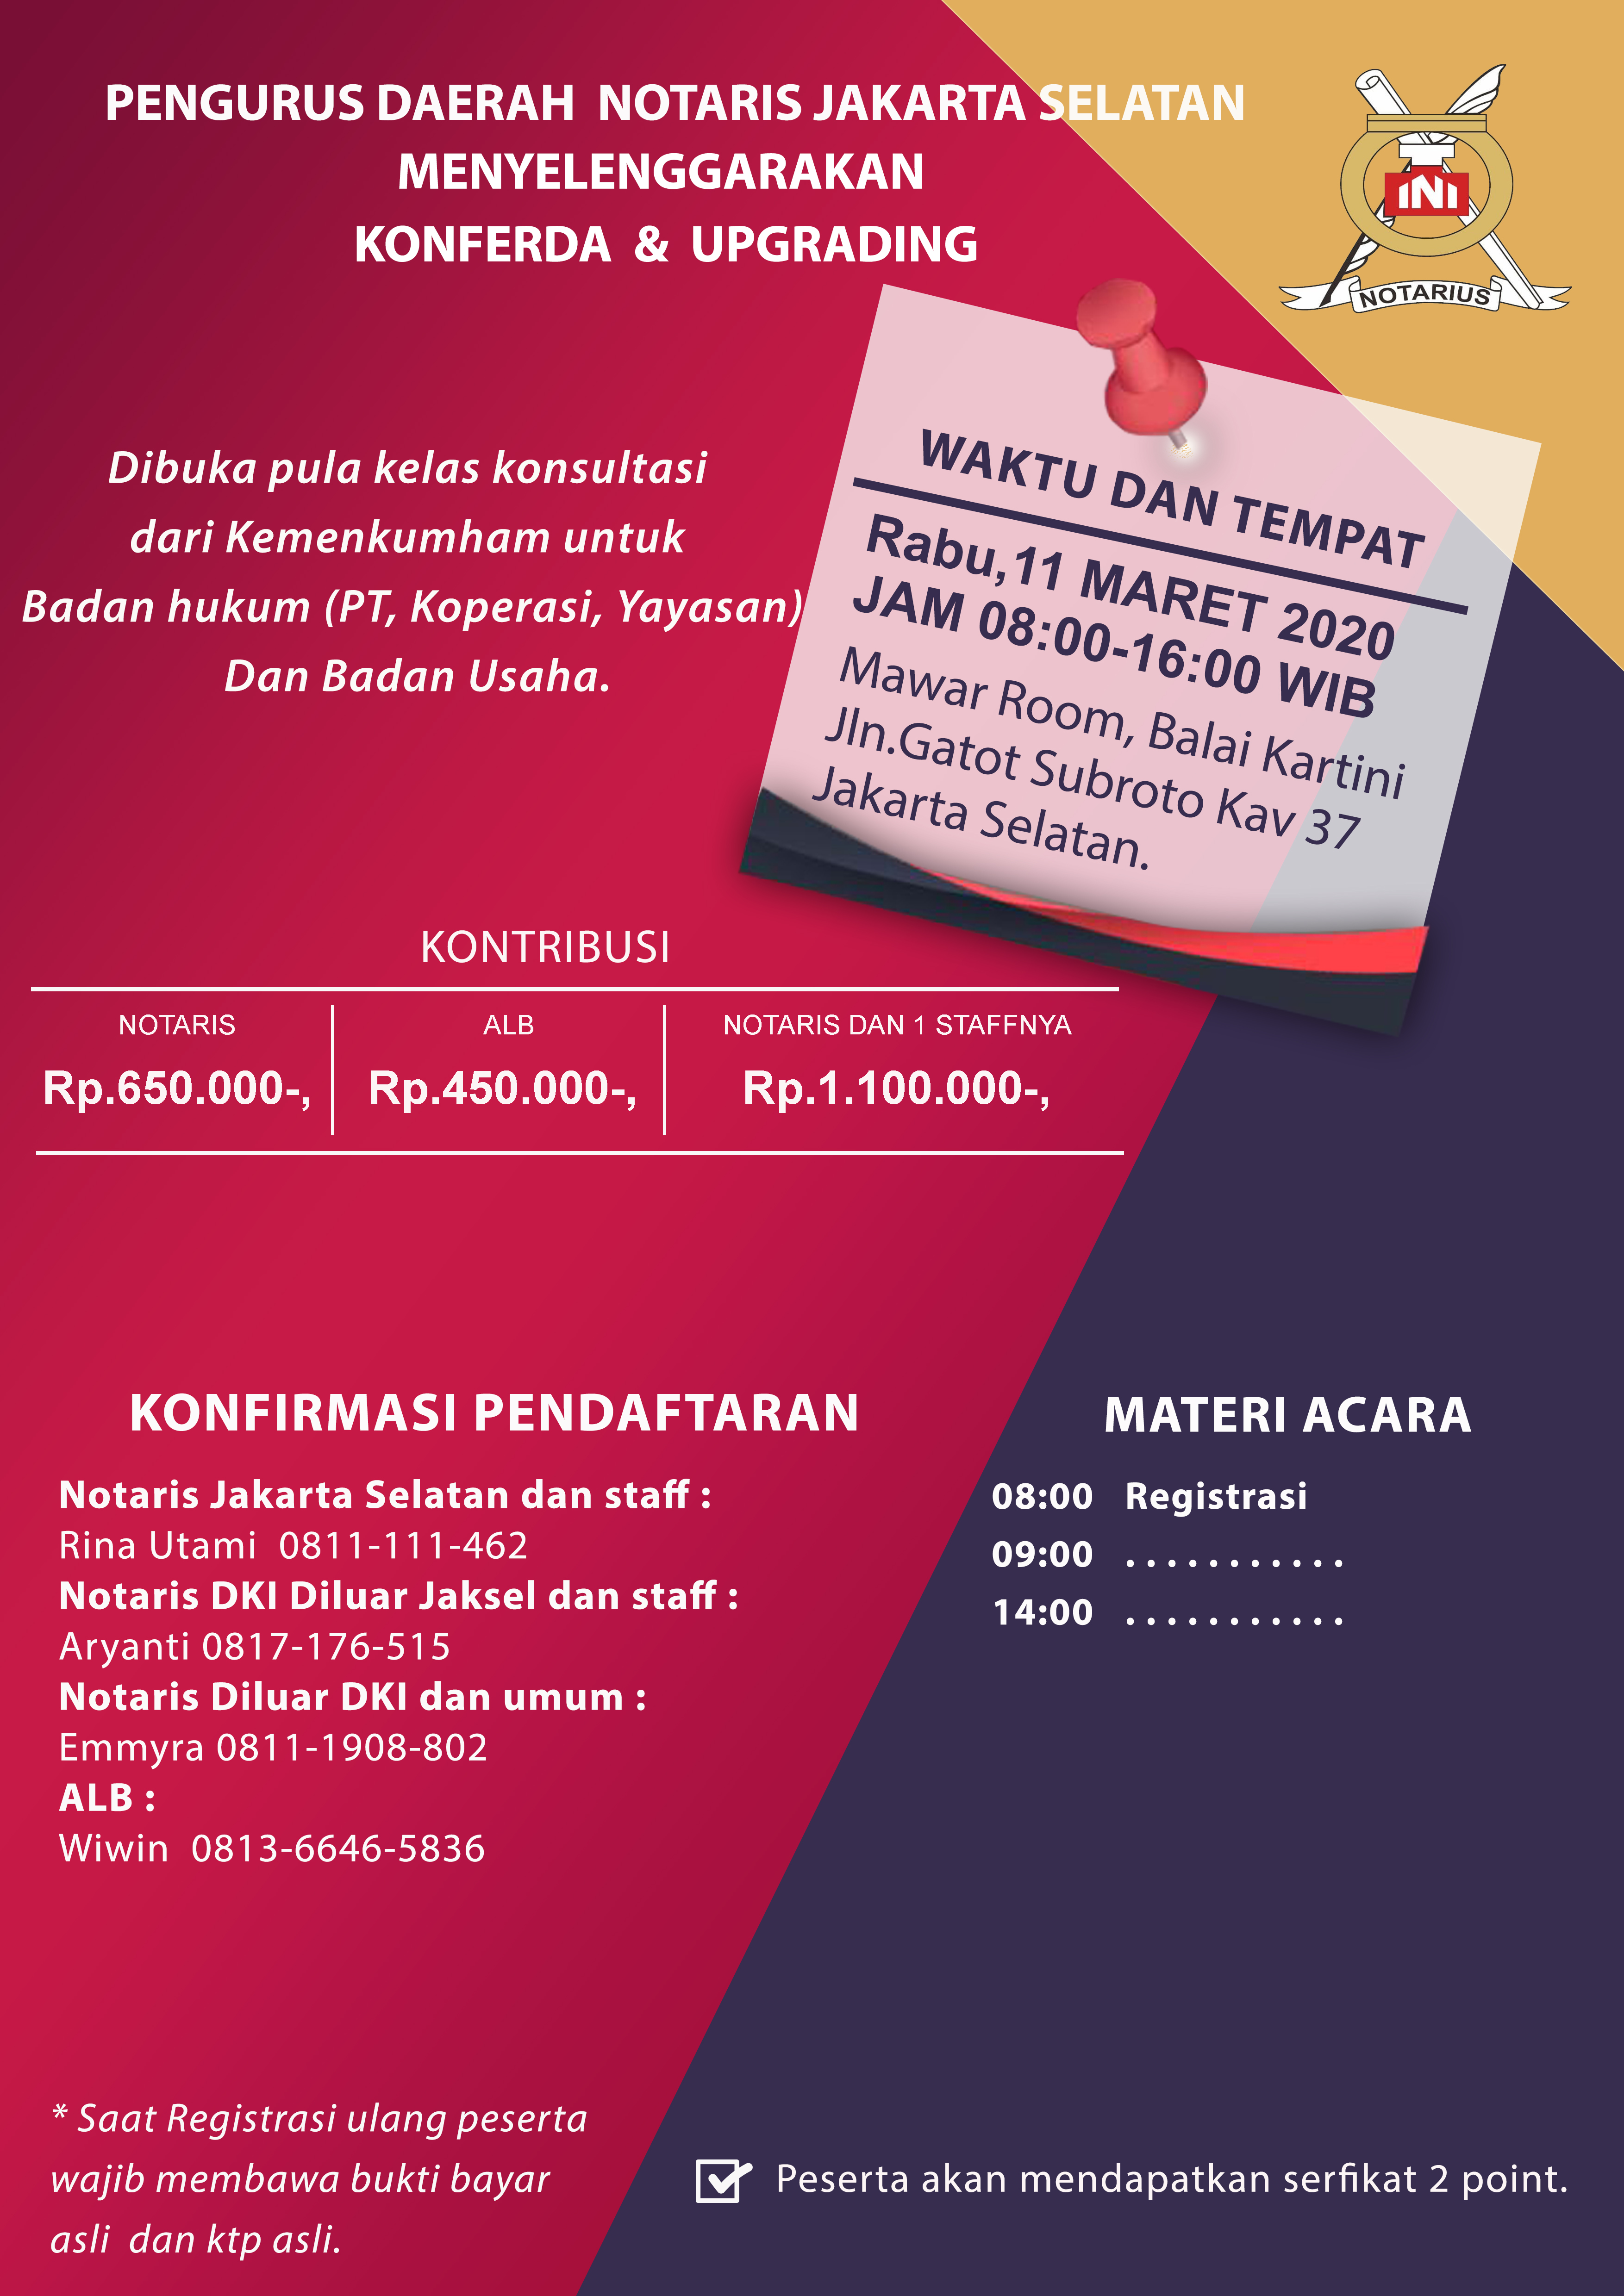 PENGURUS DAERAH NOTARIS JAKARTA SELATAN
MENYELENGGARAKAN
KONFERDA & UPGRADING
INI
NOTARIUS
Dibuka pula kelas konsultasi
dari Kemenkumham untuk
Badan hukum (PT, Koperasi, Yayasan)
Dan Badan Usaha.
WAKTU DAN TEMPAT
Rabu,11 MARET 2020
JAM 08:00-16:00 WIB
Mawar Room, Balai Kartini
Jln.Gatot Subroto Kav 37
Jakarta Selatan.
KONTRIBUSI
NOTARIS
Rp.650.000-,
ALB
Rp.450.000-,
NOTARIS DAN 1 STAFFNYA
Rp.1.100.000-,
KONFIRMASI PENDAFTARAN
Notaris Jakarta Selatan dan staff :
Rina Utami 0811-111-462
Notaris DKI Diluar Jaksel dan staff :
Aryanti 0817-176-515
Notaris Diluar DKI dan umum :
Emmyra 0811-1908-802
ALB :
Wiwin 0813-6646-5836
MATERI ACARA
08:00 Registrasi
09:00 . . . . . . . . . . .
14:00 . . . . . . . . . . .
* Saat Registrasi ulang peserta
wajib membawa bukti bayar
asli dan ktp asli.
Peserta akan mendapatkan serfikat 2 point.